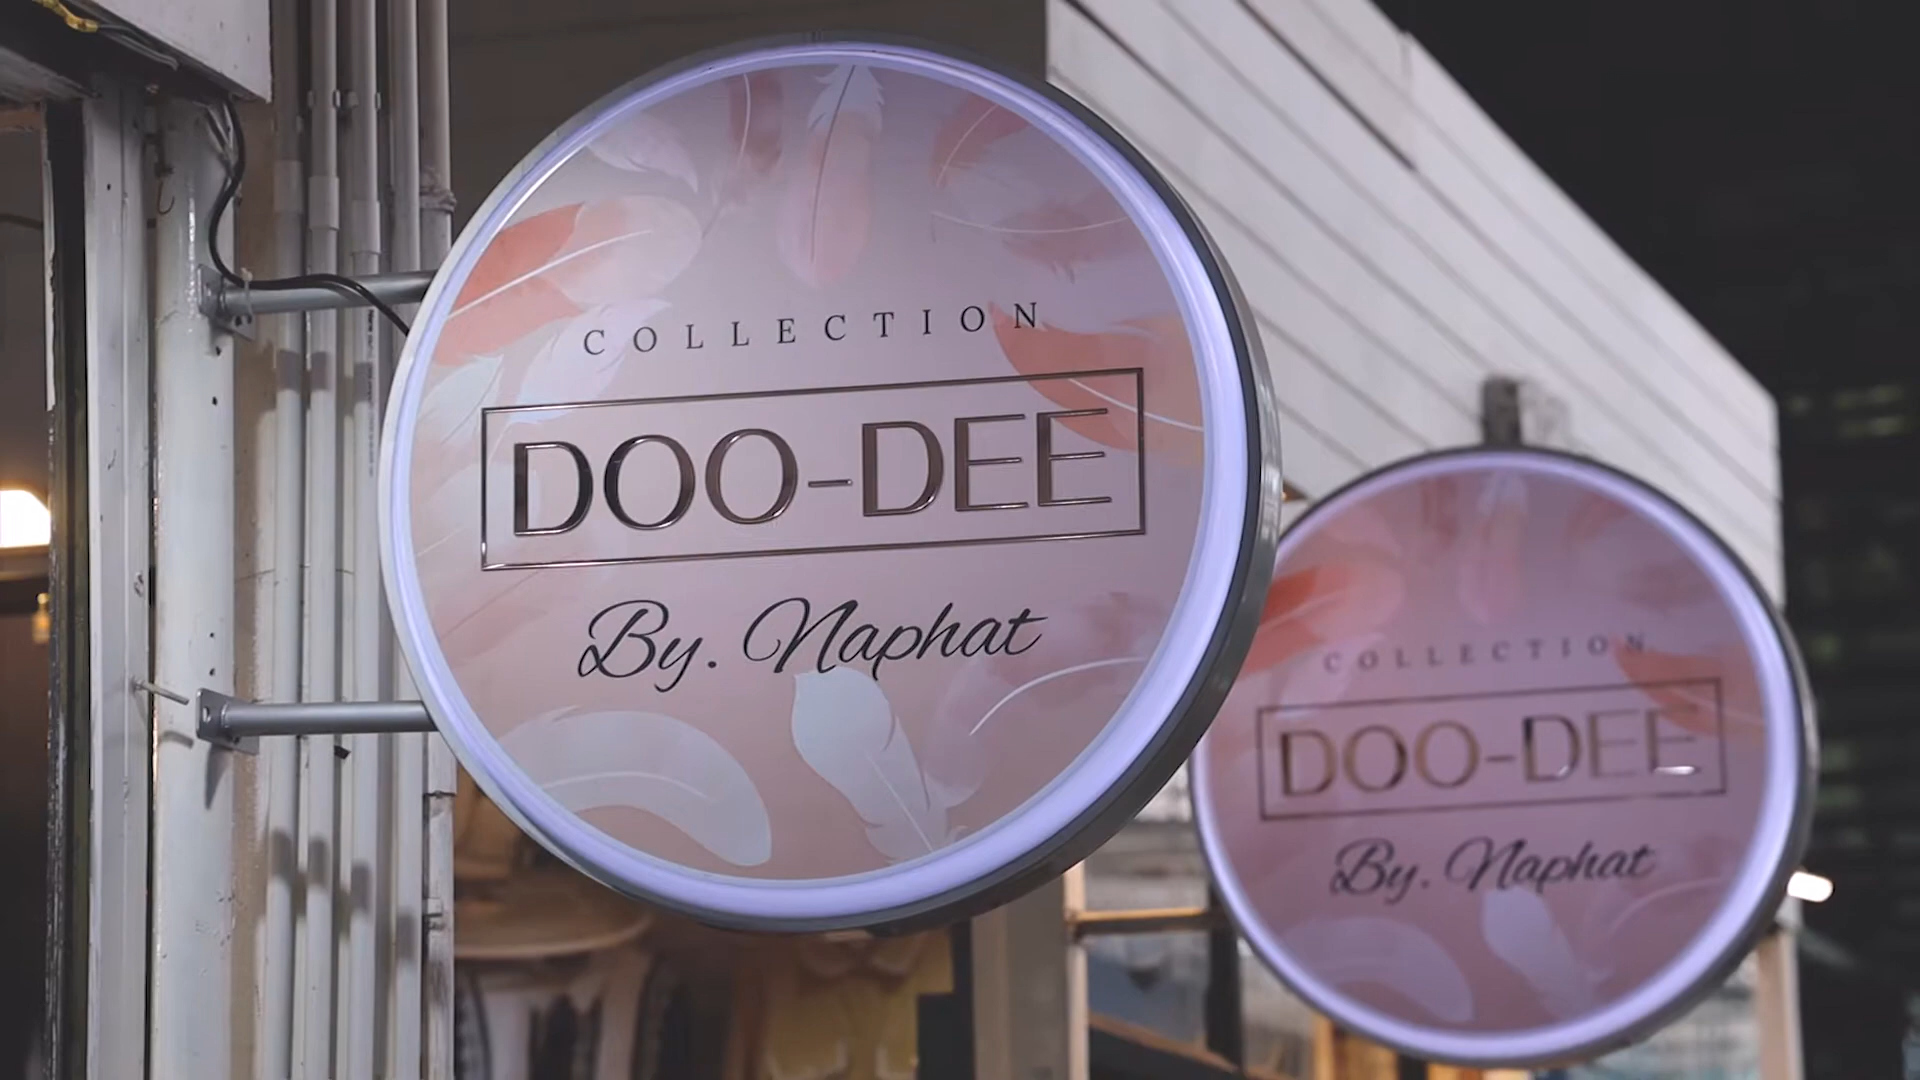 COLLECTION
DOO-DEE
By. Naphat
COLLECTION
DOO-DEE
By. Naphat